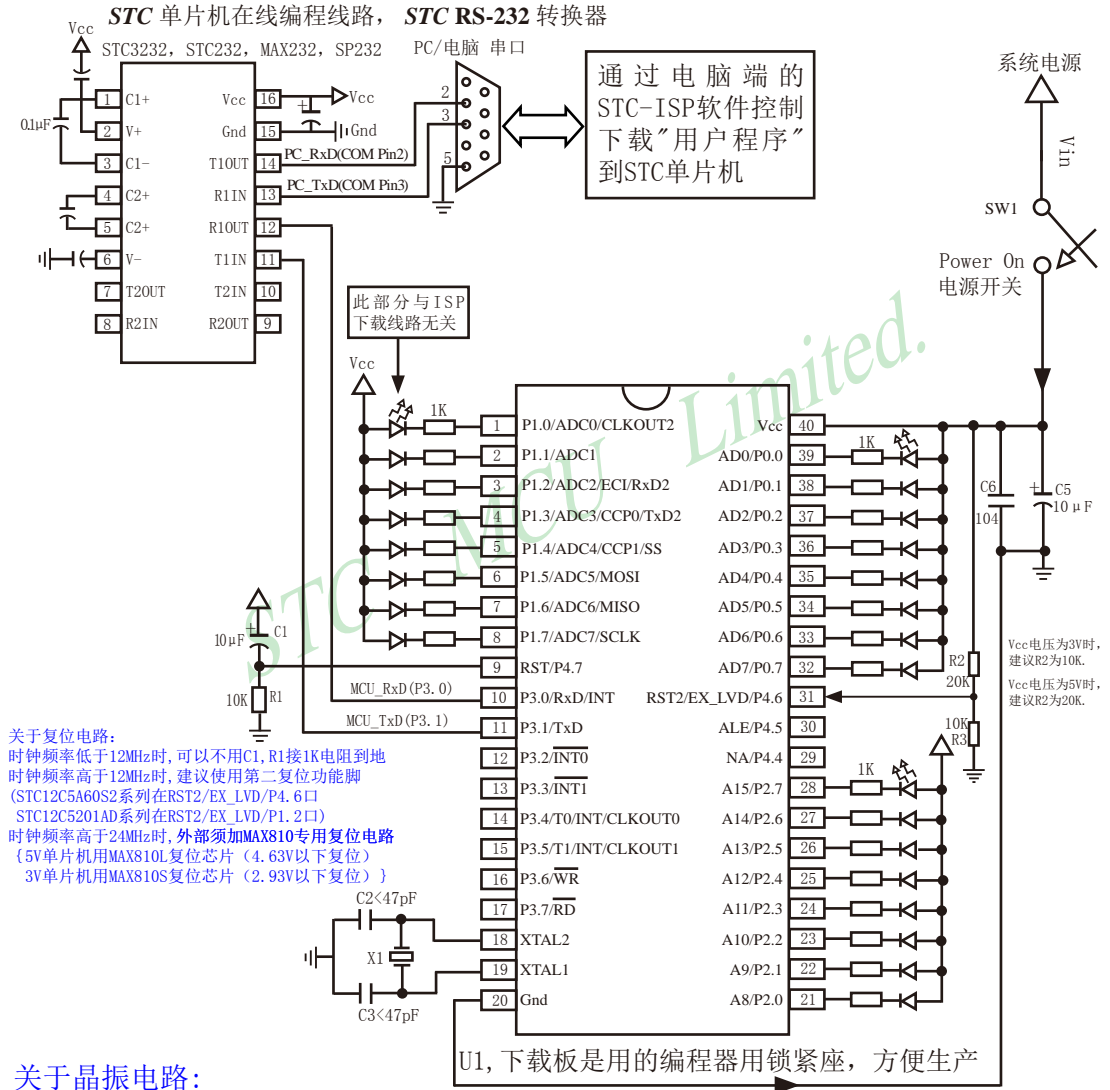 STC 单片机在线编程线路， STC RS-232 转换器
Vcc
STC3232，STC232，MAX232，SP232
PC/电脑 串口
0.1μF
1 C1+
2 V+
3 C1-
4 C2+
5 C2+
6 V-
7 T2OUT
8 R2IN
Vcc 16
Gnd 15
T1OUT 14
R1IN 13
R1OUT 12
T1IN 11
T2IN 10
R2OUT 9
+
Vcc
Gnd
PC_RxD(COM Pin2)
PC_TxD(COM Pin3)
2
3
5
通过电脑端的
STC-ISP软件控制
下载"用户程序"
到STC单片机
系统电源
Vin
SW1
Power On
电源开关
此部分与ISP
下载线路无关
Vcc
1K
1 P1.0/ADC0/CLKOUT2
2 P1.1/ADC1
3 P1.2/ADC2/ECI/RxD2
4 P1.3/ADC3/CCP0/TxD2
5 P1.4/ADC4/CCP1/SS
6 P1.5/ADC5/MOSI
7 P1.6/ADC6/MISO
8 P1.7/ADC7/SCLK
9 RST/P4.7
10 P3.0/RxD/INT
11 P3.1/TxD
12 P3.2/INT0
13 P3.3/INT1
14 P3.4/T0/INT/CLKOUT0
15 P3.5/T1/INT/CLKOUT1
16 P3.6/WR
17 P3.7/RD
18 XTAL2
19 XTAL1
20 Gnd
Vcc 40
AD0/P0.0 39
AD1/P0.1 38
AD2/P0.2 37
AD3/P0.3 36
AD4/P0.4 35
AD5/P0.5 34
AD6/P0.6 33
AD7/P0.7 32
RST2/EX_LVD/P4.6 31
ALE/P4.5 30
NA/P4.4 29
A15/P2.7 28
A14/P2.6 27
A13/P2.5 26
A12/P2.4 25
A11/P2.3 24
A10/P2.2 23
A9/P2.1 22
A8/P2.0 21
1K
1K
C6
104
+
C5
10μF
R2
20K
10K
R3
Vcc电压为3V时,
建议R2为10K.
Vcc电压为5V时,
建议R2为20K.
+
10μF
C1
10K
R1
MCU_RxD(P3.0)
MCU_TxD(P3.1)
关于复位电路:
时钟频率低于12MHz时,可以不用C1,R1接1K电阻到地
时钟频率高于12MHz时,建议使用第二复位功能脚
(STC12C5A60S2系列在RST2/EX_LVD/P4.6口
STC12C5201AD系列在RST2/EX_LVD/P1.2口)
时钟频率高于24MHz时,外部须加MAX810专用复位电路
{5V单片机用MAX810L复位芯片（4.63V以下复位）
3V单片机用MAX810S复位芯片（2.93V以下复位）}
C2<47pF
X1
C3<47pF
U1,下载板是用的编程器用锁紧座，方便生产
关于晶振电路:
STC MCU Limited.